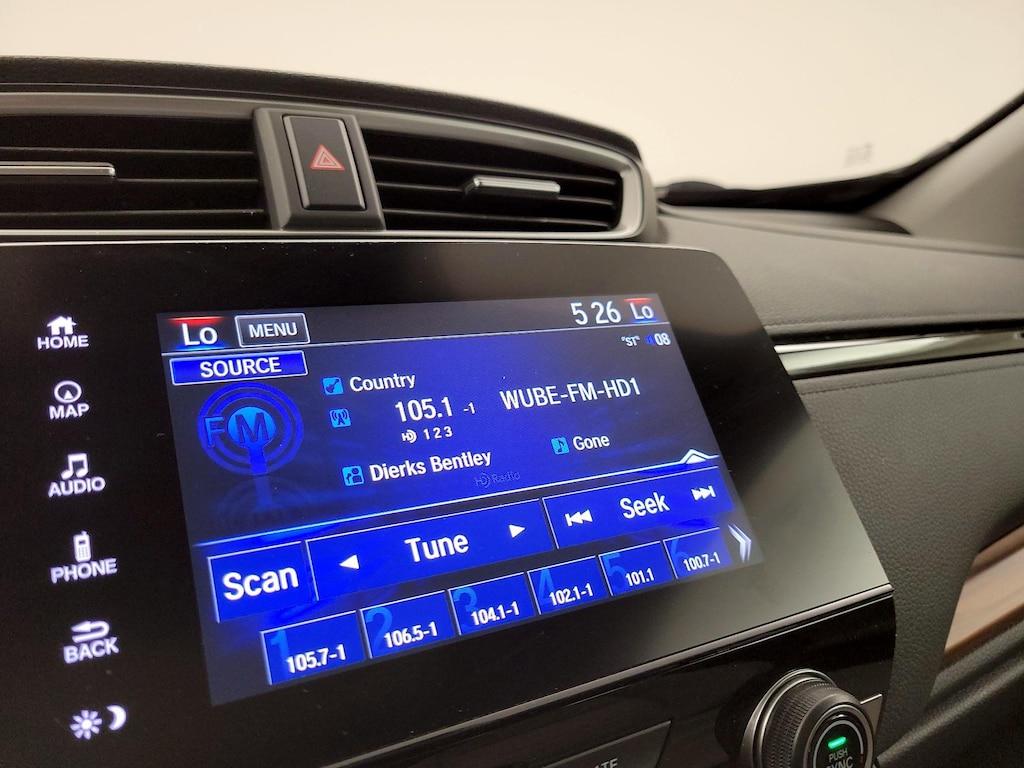 Lo
MENU
5 26
Lo
"ST"
08
SOURCE
FM
Country
105.1 -1
WUBE-FM-HD1
HD 1 2 3
Dierks Bentley
Gone
HD Radio
Scan
Tune
Seek
1 105.7-1
2 106.5-1
3 104.1-1
4 102.1-1
5 101.1
6 100.7-1
HOME
MAP
AUDIO
PHONE
BACK
PUSH
SYNC